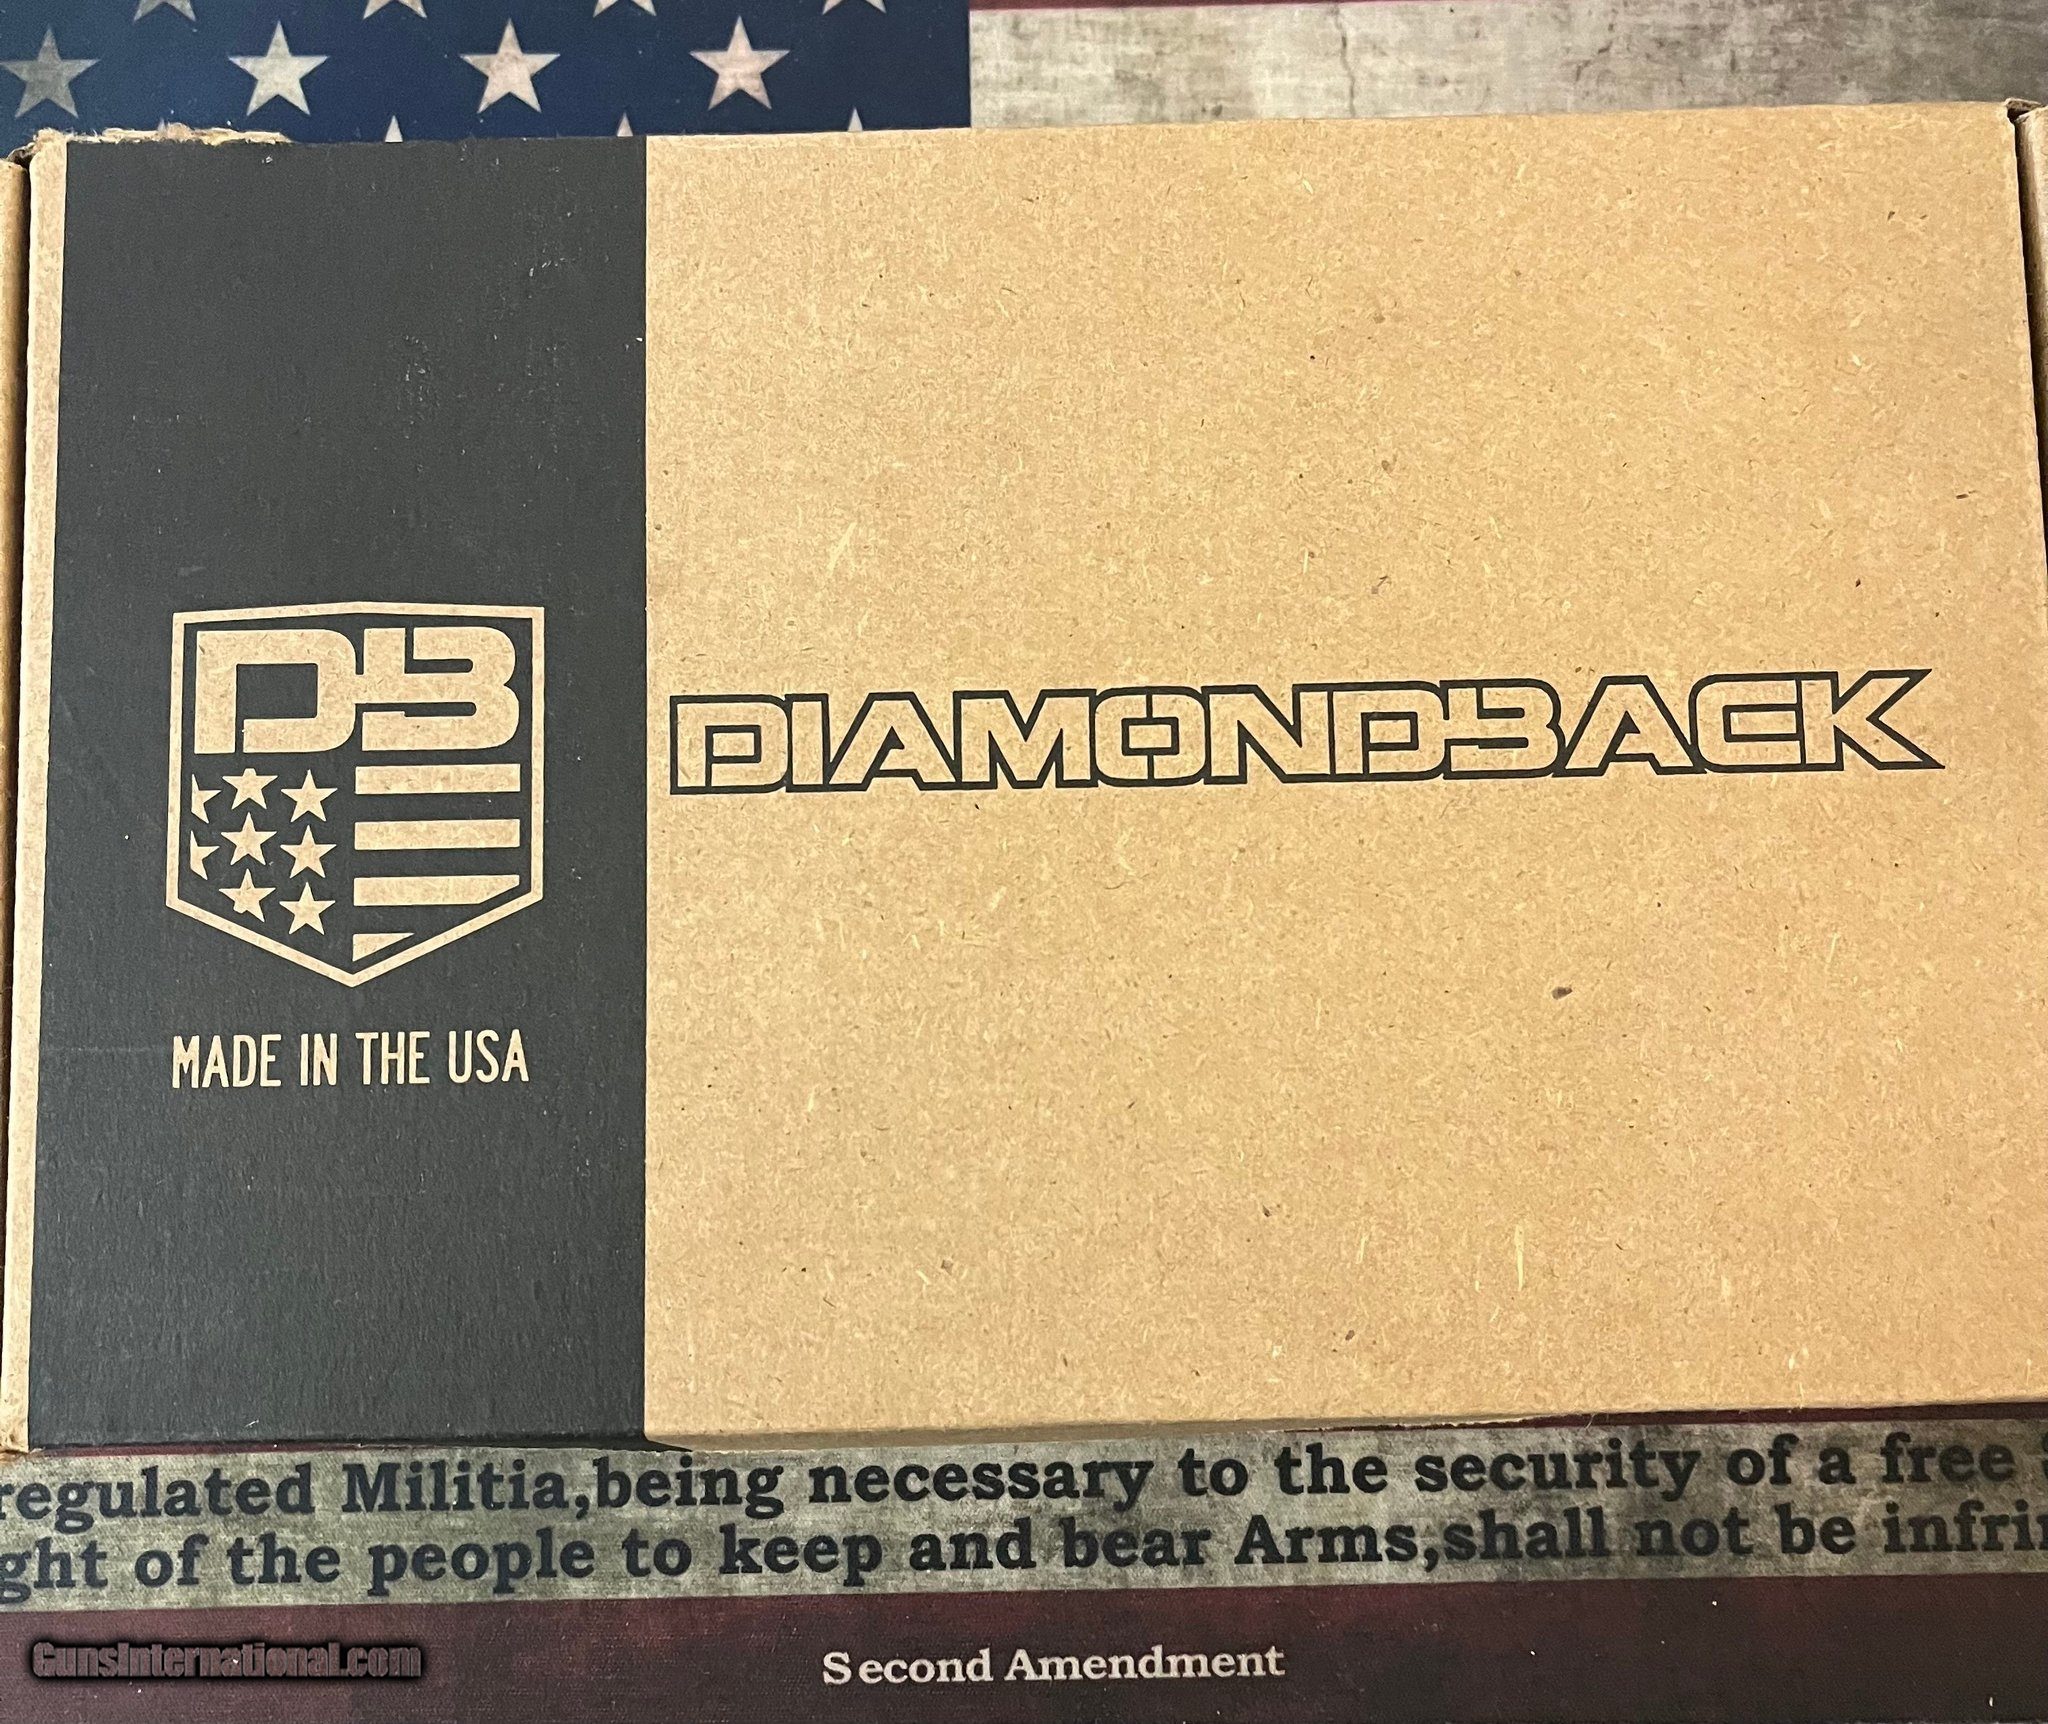 DB
MADE IN THE USA
DIAMONDBACK
regulated Militia,being necessary to the security of a free
ght of the people to keep and bear Arms,shall not be infrin
Second Amendment
GunsInternational.com